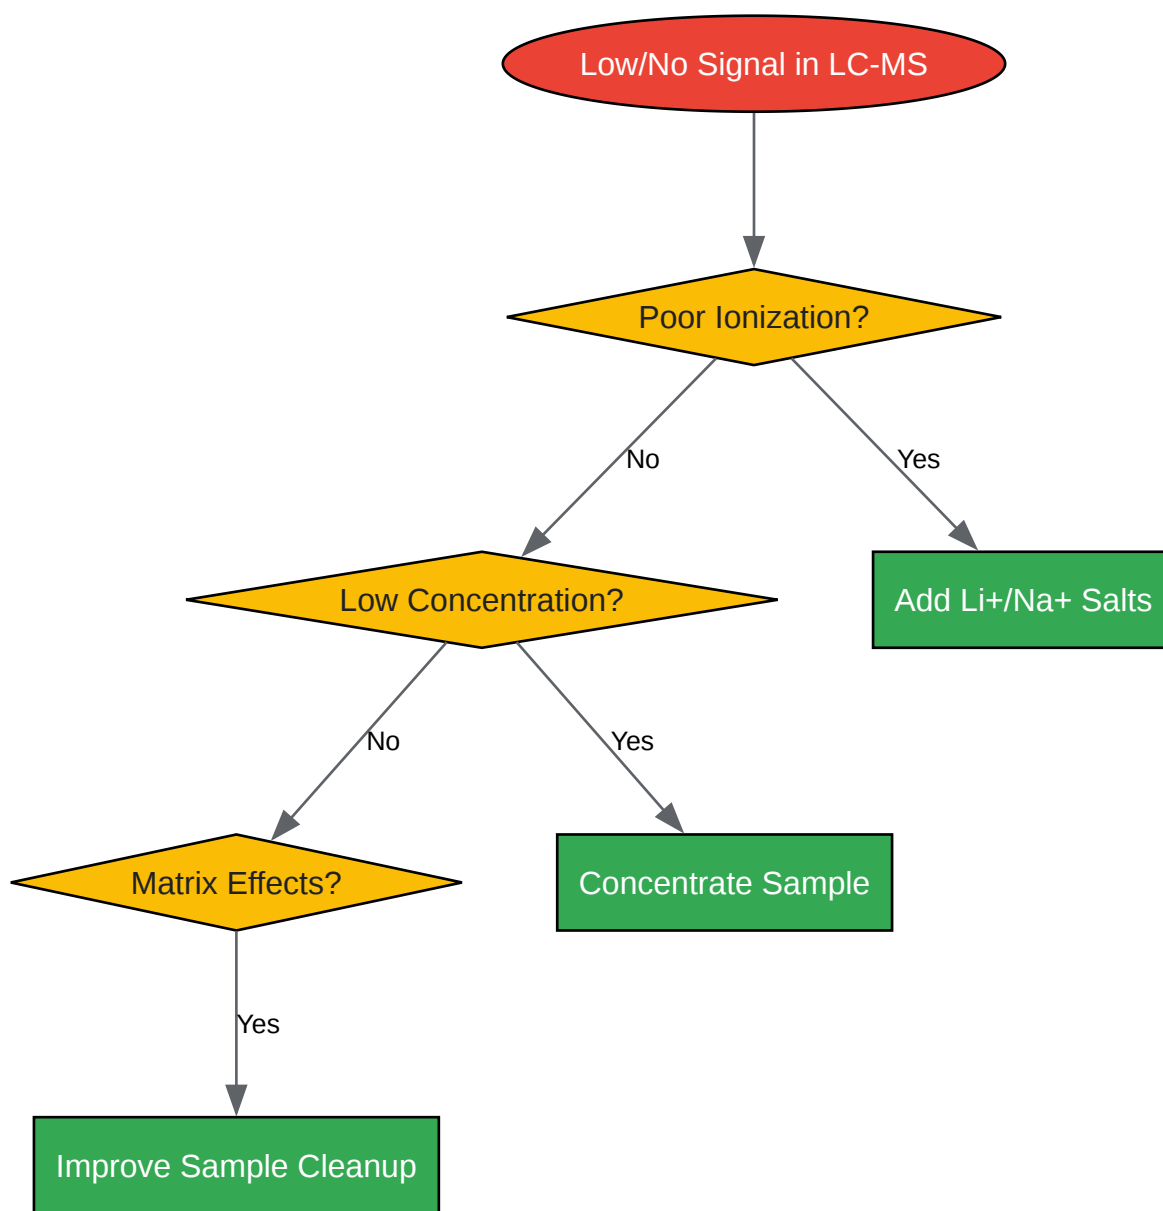 Low/No Signal in LC-MS
Poor Ionization?
No
Yes
Low Concentration?
Add Li+/Na+ Salts
No
Yes
Matrix Effects?
Concentrate Sample
Yes
Improve Sample Cleanup